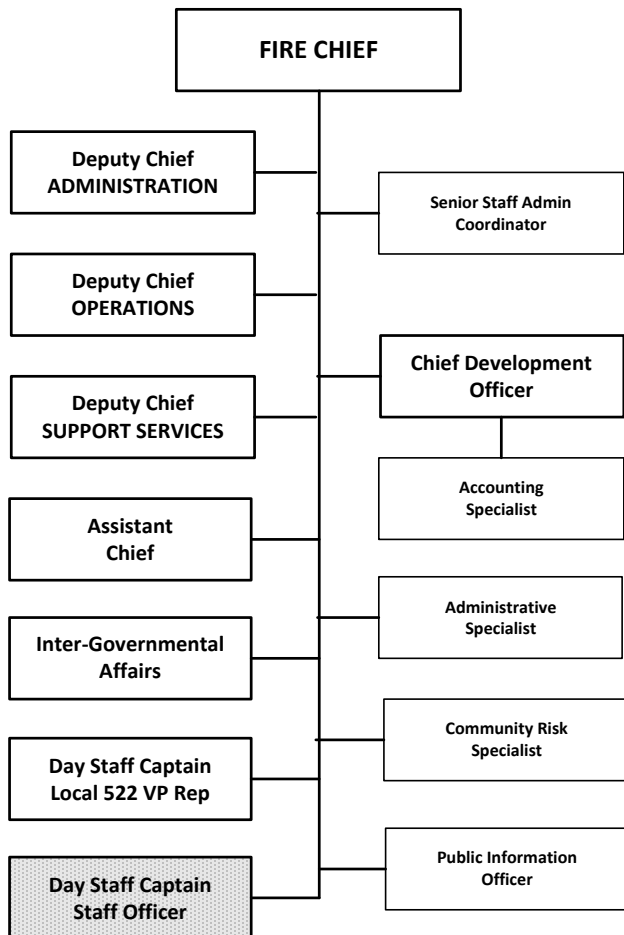 FIRE CHIEF
Deputy Chief
ADMINISTRATION
Senior Staff Admin
Coordinator
Deputy Chief
OPERATIONS
Chief Development
Officer
Deputy Chief
SUPPORT SERVICES
Accounting
Specialist
Assistant
Chief
Administrative
Specialist
Inter-Governmental
Affairs
Community Risk
Specialist
Day Staff Captain
Local 522 VP Rep
Public Information
Officer
Day Staff Captain
Staff Officer